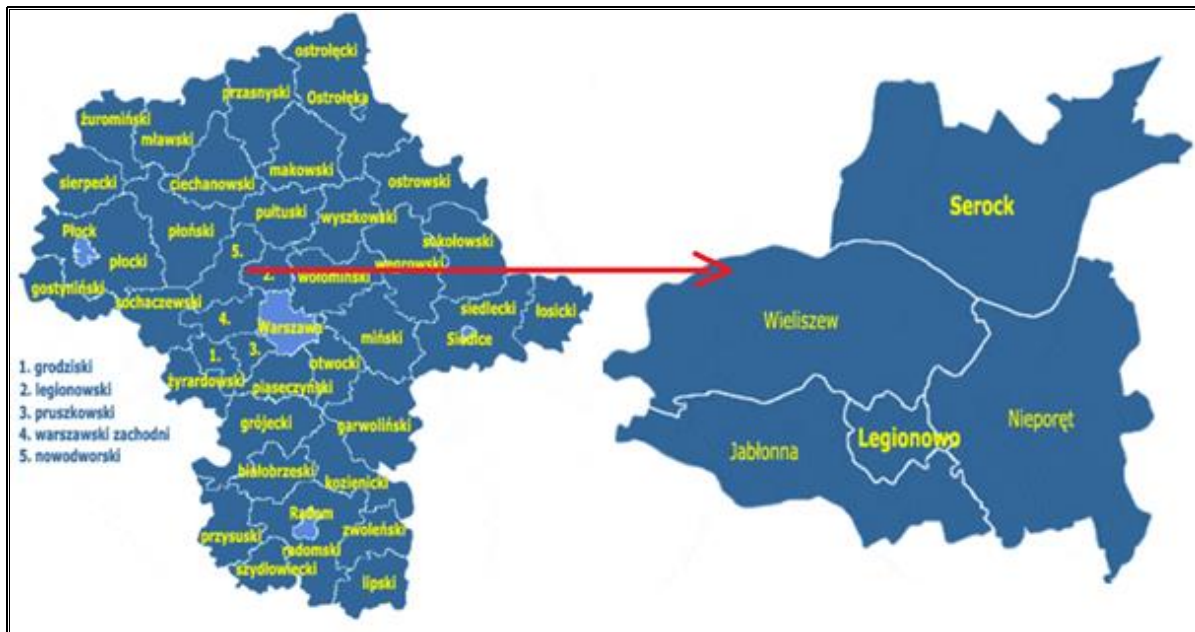 ostrołęcki
przasnyski
Ostrołęka
żuromiński
mławski
makowski
sierpecki
ciechanowski
ostrowski
pułtuski
wyszkowski
Płock
płoński
sokołowski
5.
węgrowski
płocki
2.
wołomiński
gostyniński
sochaczewski
siedlecki
łosicki
4.
Warszawa
miński
Siedlce
1.
3.
otwocki
żyrardowski
piaseczyński
1. grodziski
2. legionowski
3. pruszkowski
4. warszawski zachodni
5. nowodworski
grójecki
garwoliński
białobrzeski
kozienicki
Radom
przysuski
zwoleński
radomski
szydłowiecki
lipski
Serock
Wieliszew
Nieporęt
Legionowo
Jabłonna